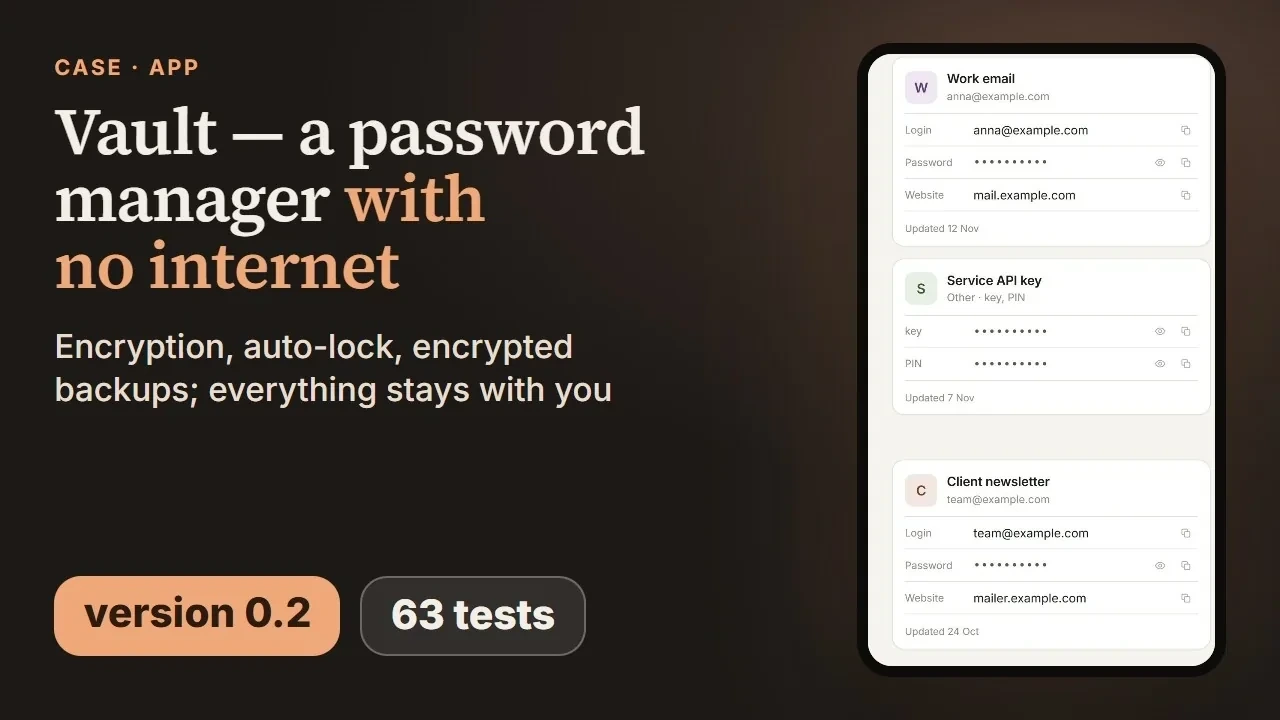 CASE · APP
Vault — a password
manager with
no internet
Encryption, auto-lock, encrypted
backups; everything stays with you
version 0.2
63 tests
W
Work email
anna@example.com
Login anna@example.com
Password ••••••••••
Website mail.example.com
Updated 12 Nov
S
Service API key
Other · key, PIN
key ••••••••••
PIN ••••••••••
Updated 7 Nov
C
Client newsletter
team@example.com
Login team@example.com
Password ••••••••••
Website mailer.example.com
Updated 24 Oct